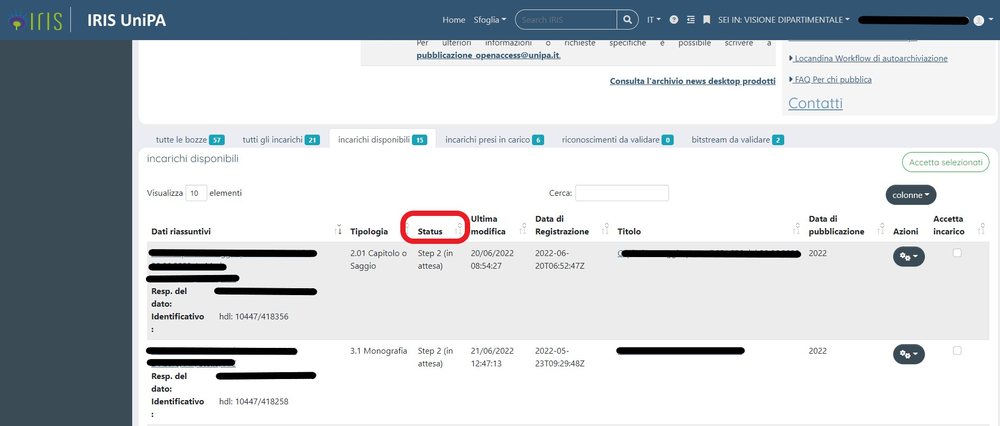 IRIS
IRIS UniPA
Home Sfoglia Search IRIS IT SEI IN: VISIONE DIPARTIMENTALE
Per ulteriori informazioni o richieste specifiche è possibile scrivere a
pubblicazione_openaccess@unipa.it.
Consulta l'archivio news desktop prodotti
Locandina Workflow di autoarchiviazione
FAQ Per chi pubblica
Contatti
tutte le bozze 57 tutti gli incarichi 21 incarichi disponibili 15 incarichi presi in carico 6 riconoscimenti da validare 0 bitstream da validare 2
incarichi disponibili
Accetta selezionati
Visualizza 10 elementi Cerca: colonne
Dati riassuntivi Tipologia Status Ultima modifica Data di Registrazione Titolo Data di pubblicazione Azioni Accetta incarico
2.01 Capitolo o Step 2 (in 20/06/2022 2022-06- 2022
Saggio attesa) 08:54:27 20T06:52:47Z
Resp. del
dato:
Identificativo hdl: 10447/418356
:
3.1 Monografia Step 2 (in 21/06/2022 2022-05- 2022
attesa) 12:47:13 23T09:29:48Z
Resp. del
dato:
Identificativo hdl: 10447/418258
: